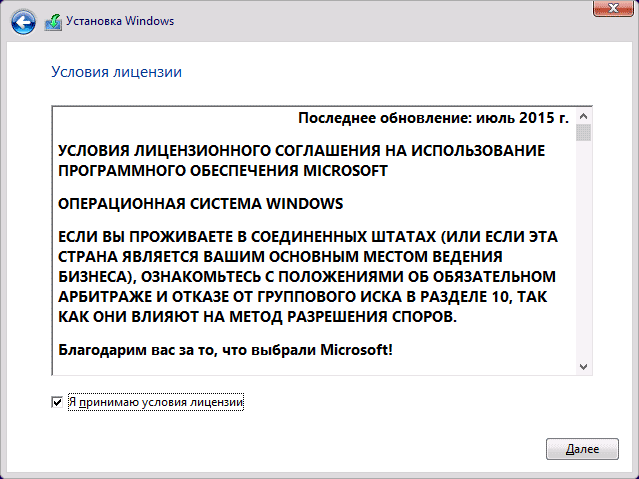 Установка Windows
Условия лицензии
Последнее обновление: июль 2015 г.
УСЛОВИЯ ЛИЦЕНЗИОННОГО СОГЛАШЕНИЯ НА ИСПОЛЬЗОВАНИЕ
ПРОГРАММНОГО ОБЕСПЕЧЕНИЯ MICROSOFT
ОПЕРАЦИОННАЯ СИСТЕМА WINDOWS
ЕСЛИ ВЫ ПРОЖИВАЕТЕ В СОЕДИНЕННЫХ ШТАТАХ (ИЛИ ЕСЛИ ЭТА
СТРАНА ЯВЛЯЕТСЯ ВАШИМ ОСНОВНЫМ МЕСТОМ ВЕДЕНИЯ
БИЗНЕСА), ОЗНАКОМЬТЕСЬ С ПОЛОЖЕНИЯМИ ОБ ОБЯЗАТЕЛЬНОМ
АРБИТРАЖЕ И ОТКАЗЕ ОТ ГРУППОВОГО ИСКА В РАЗДЕЛЕ 10, ТАК
КАК ОНИ ВЛИЯЮТ НА МЕТОД РАЗРЕШЕНИЯ СПОРОВ.
Благодарим вас за то, что выбрали Microsoft!
Я принимаю условия лицензии
Далее